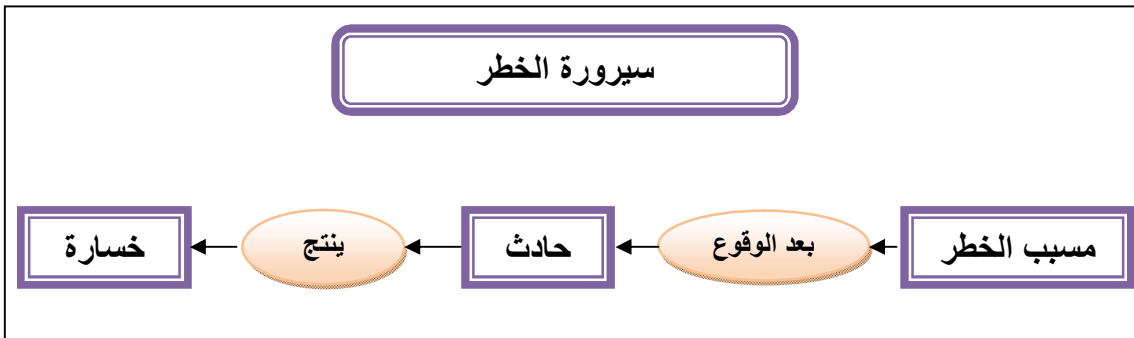 سيرورة الخطر
مسبب الخطر
بعد الوقوع
حادث
ينتج
خسارة